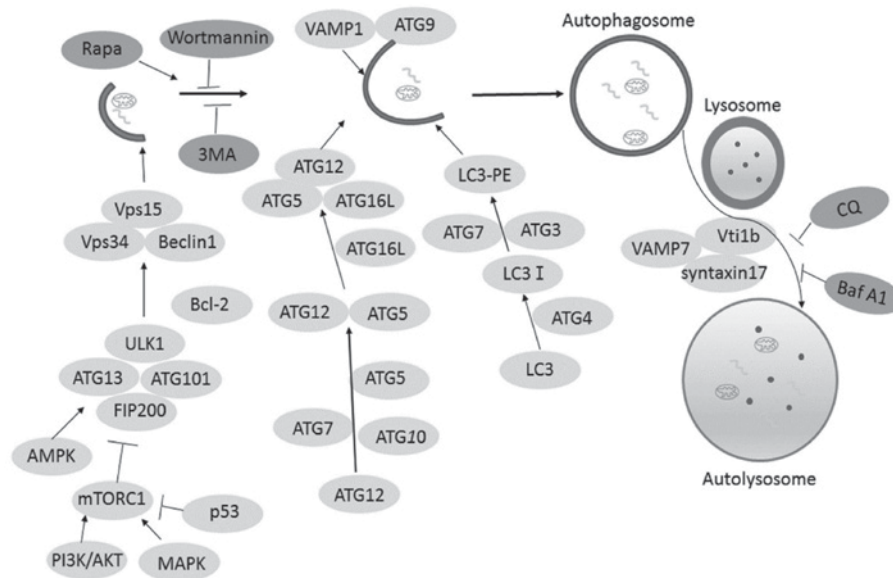 Rapa
Wortmannin
3MA
VAMP1
ATG9
Autophagosome
Lysosome
Vps15
Vps34
Beclin1
Bcl-2
ULK1
ATG13
ATG101
FIP200
AMPK
mTORC1
p53
PI3K/AKT
MAPK
ATG12
ATG5
ATG16L
ATG16L
ATG12
ATG5
ATG5
ATG7
ATG10
ATG12
LC3-PE
ATG7
ATG3
LC3 I
ATG4
LC3
CQ
Vti1b
VAMP7
syntaxin17
Baf A1
Autolysosome